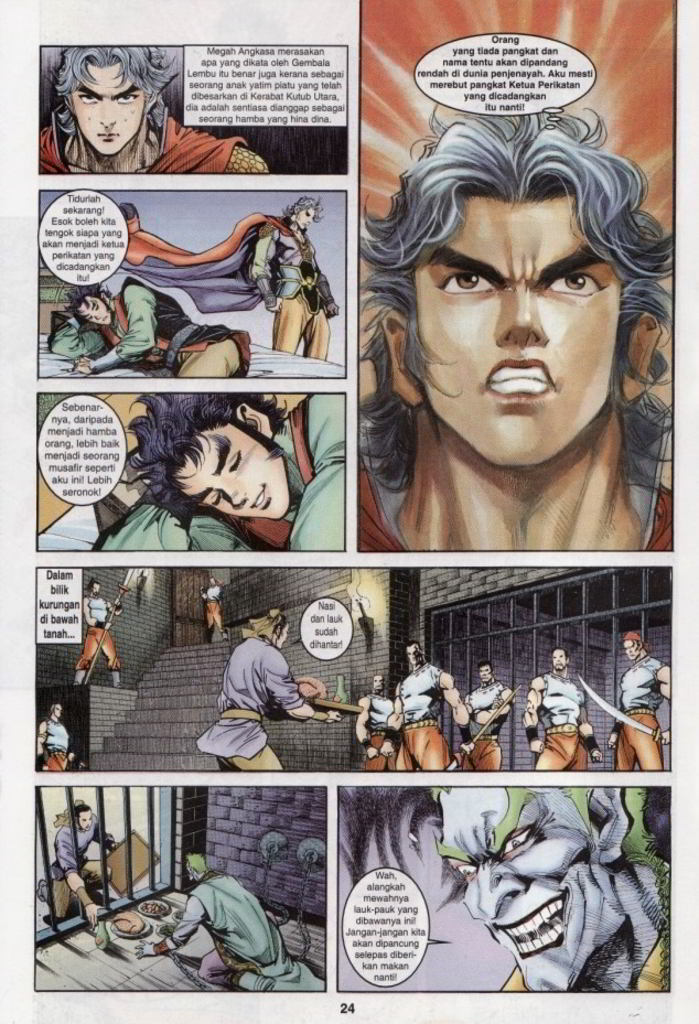 Megah Angkasa merasakan
apa yang dikata oleh Gembala
Lembu itu benar juga kerana sebagai
seorang anak yatim piatu yang telah
dibesarkan di Kerabat Kutub Utara,
dia adalah sentiasa dianggap sebagai
seorang hamba yang hina dina.
Orang
yang tiada pangkat dan
nama tentu akan dipandang
rendah di dunia penjenayah. Aku mesti
merebut pangkat Ketua Perikatan
yang dicadangkan
itu nanti!
Tidurlah
sekarang!
Esok boleh kita
tengok siapa yang
akan menjadi ketua
perikatan yang
dicadangkan
itu!
Sebenar-
nya, daripada
menjadi hamba
orang, lebih baik
menjadi seorang
musafir seperti
aku ini! Lebih
seronok!
Dalam
bilik
kurungan
di bawah
tanah...
Nasi
dan lauk
sudah
dihantar!
Wah,
alangkah
mewahnya
lauk-pauk yang
dibawanya ini!
Jangan-jangan kita
akan dipancung
selepas diberi-
kan makan
nanti!
24